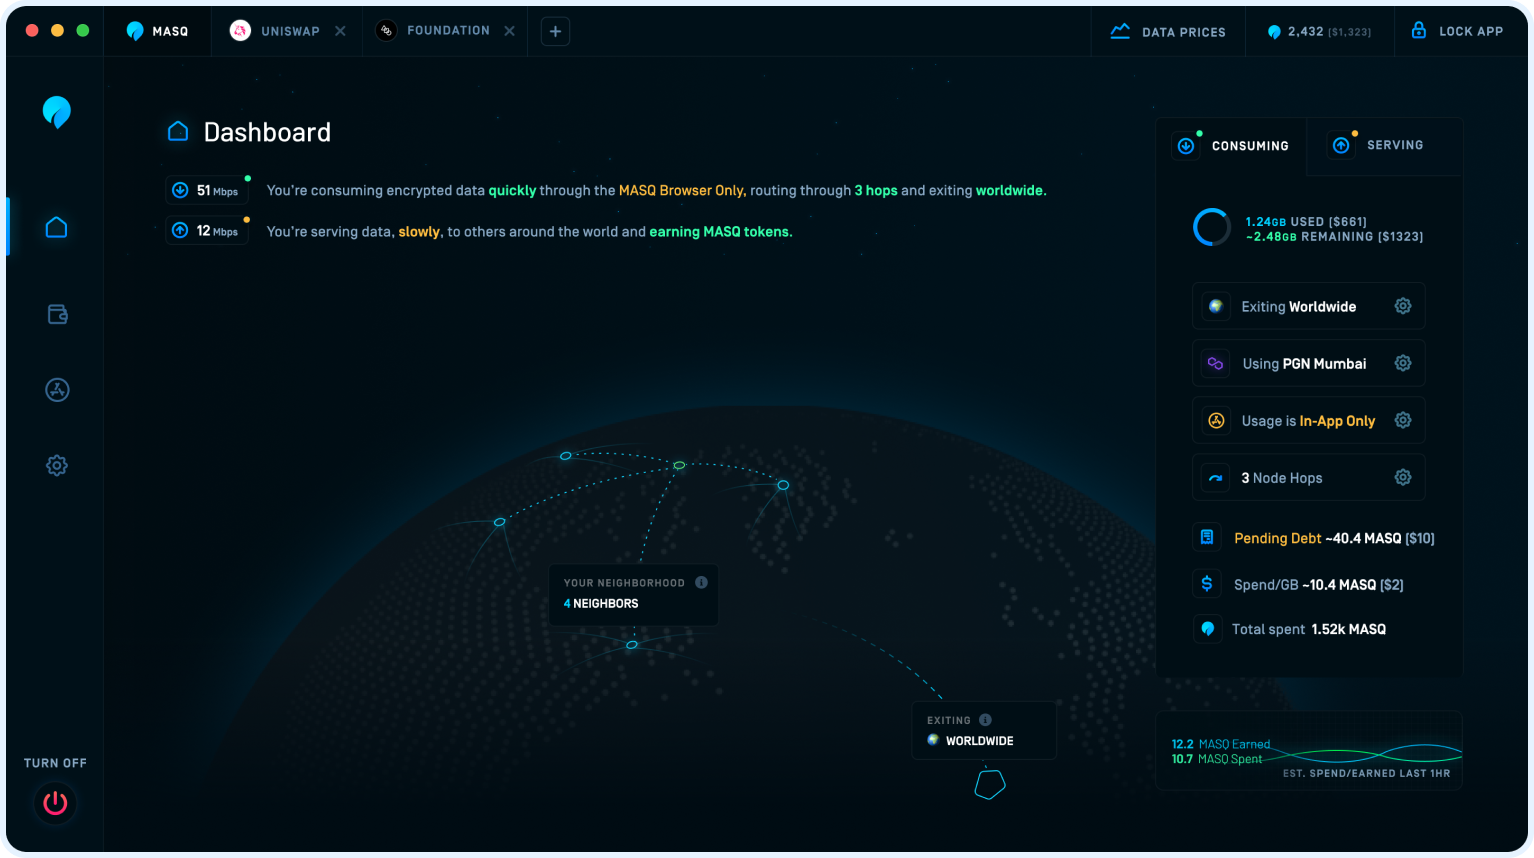 MASQ
UNISWAP
FOUNDATION
DATA PRICES
2,432 [$1,323]
LOCK APP
Dashboard
51 Mbps
You're consuming encrypted data quickly through the MASQ Browser Only, routing through 3 hops and exiting worldwide.
12 Mbps
You're serving data, slowly, to others around the world and earning MASQ tokens.
CONSUMING
SERVING
1.24GB USED [$661]
~2.48GB REMAINING [$1323]
Exiting Worldwide
Using PGN Mumbai
Usage is In-App Only
3 Node Hops
Pending Debt ~40.4 MASQ [$10]
Spend/GB ~10.4 MASQ [$2]
Total spent 1.52k MASQ
YOUR NEIGHBORHOOD
4 NEIGHBORS
EXITING
WORLDWIDE
12.2 MASQ Earned
10.7 MASQ Spent
EST. SPEND/EARNED LAST 1HR
TURN OFF